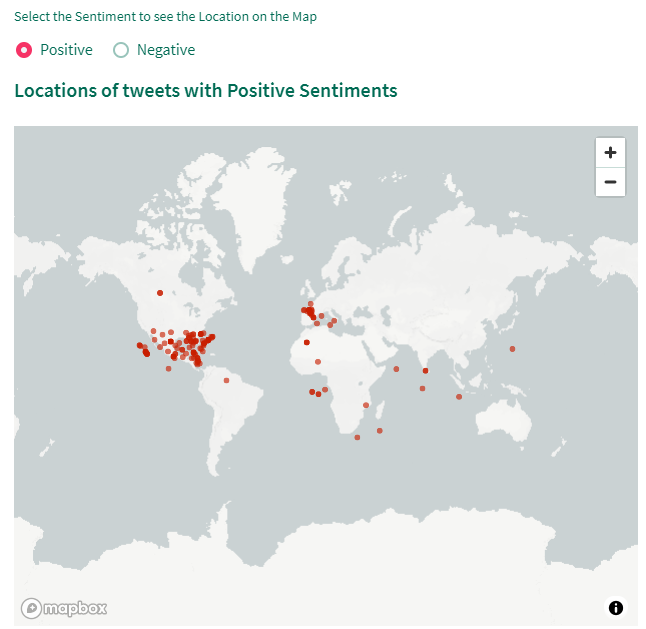 Select the Sentiment to see the Location on the Map
Positive Negative
Locations of tweets with Positive Sentiments
+
−
mapbox
i